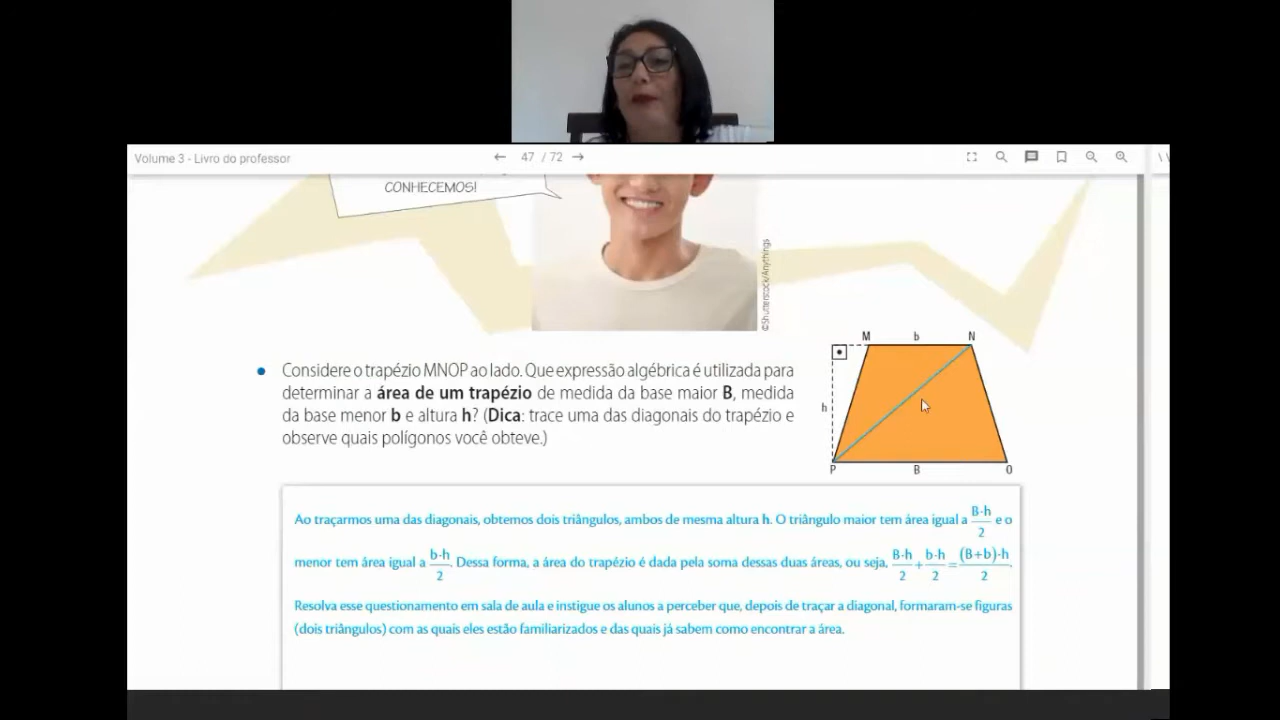 Volume 3 - Livro do professor
47 / 72
CONHECEMOS!
©Shutterstock/Anythings
Considere o trapézio MNOP ao lado. Que expressão algébrica é utilizada para
determinar a área de um trapézio de medida da base maior B, medida
da base menor b e altura h? (Dica: trace uma das diagonais do trapézio e
observe quais polígonos você obteve.)
M b N
h
P B O
Ao traçarmos uma das diagonais, obtemos dois triângulos, ambos de mesma altura h. O triângulo maior tem área igual a B·h/2 e o
menor tem área igual a b·h/2. Dessa forma, a área do trapézio é dada pela soma dessas duas áreas, ou seja, B·h/2 + b·h/2 = (B+b)·h/2.
Resolva esse questionamento em sala de aula e instigue os alunos a perceber que, depois de traçar a diagonal, formaram-se figuras
(dois triângulos) com as quais eles estão familiarizados e das quais já sabem como encontrar a área.